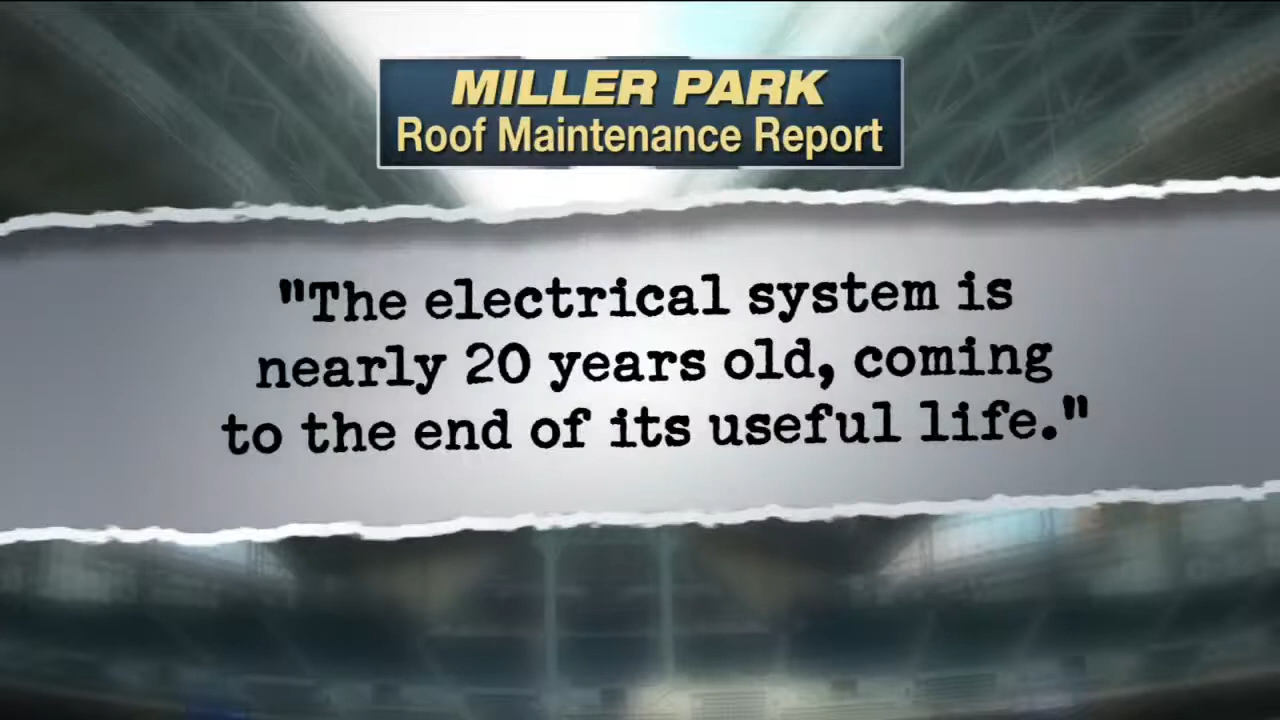 MILLER PARK
Roof Maintenance Report
"The electrical system is
nearly 20 years old, coming
to the end of its useful life."